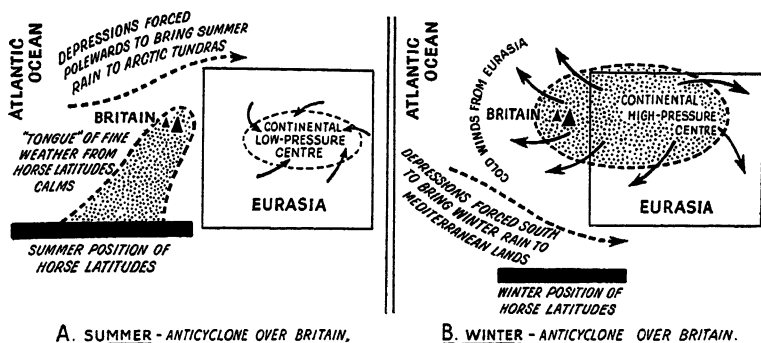 ATLANTIC
OCEAN
DEPRESSIONS FORCED
POLEWARDS TO BRING SUMMER
RAIN TO ARCTIC TUNDRAS
BRITAIN
"TONGUE" OF FINE
WEATHER FROM
HORSE LATITUDES,
CALMS
CONTINENTAL
LOW-PRESSURE
CENTRE
EURASIA
SUMMER POSITION OF
HORSE LATITUDES
A. SUMMER - ANTICYCLONE OVER BRITAIN.
ATLANTIC
OCEAN
COLD WINDS FROM EURASIA
BRITAIN
CONTINENTAL
HIGH-PRESSURE
CENTRE
DEPRESSIONS FORCED SOUTH
TO BRING WINTER RAIN TO
MEDITERRANEAN LANDS
EURASIA
WINTER POSITION OF
HORSE LATITUDES
B. WINTER - ANTICYCLONE OVER BRITAIN.